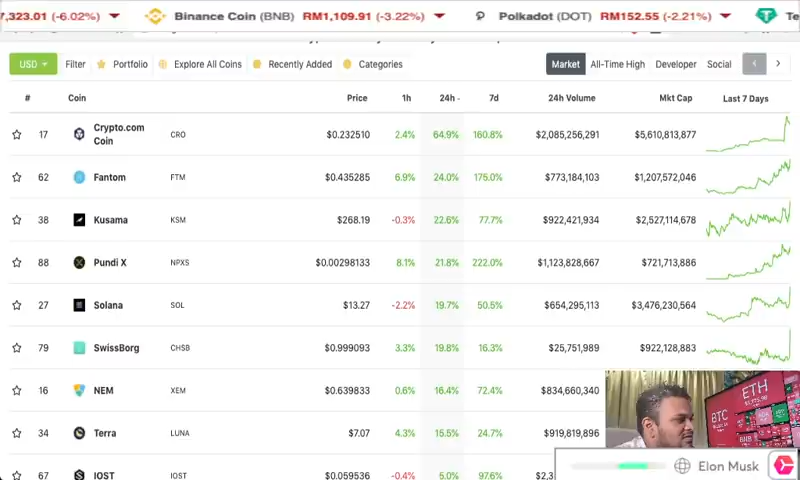 7,323.01 (-6.02%) Binance Coin (BNB) RM1,109.91 (-3.22%) Polkadot (DOT) RM152.55 (-2.21%) Te
USD Filter Portfolio Explore All Coins Recently Added Categories Market All-Time High Developer Social
# Coin Price 1h 24h 7d 24h Volume Mkt Cap Last 7 Days
17 Crypto.com Coin CRO $0.232510 2.4% 64.9% 160.8% $2,085,256,291 $5,610,813,877
62 Fantom FTM $0.435285 6.9% 24.0% 175.0% $773,184,103 $1,207,572,046
38 Kusama KSM $268.19 -0.3% 22.6% 77.7% $922,421,934 $2,527,114,678
88 Pundi X NPXS $0.00298133 8.1% 21.8% 222.0% $1,123,828,667 $721,713,886
27 Solana SOL $13.27 -2.2% 19.7% 50.5% $654,295,113 $3,476,230,564
79 SwissBorg CHSB $0.999093 3.3% 19.8% 16.3% $25,751,989 $922,128,883
16 NEM XEM $0.639833 0.6% 16.4% 72.4% $834,660,340
34 Terra LUNA $7.07 4.3% 15.5% 24.7% $919,819,896
67 IOST IOST $0.059536 -0.4% 5.0% 97.6% $2,3
ETH
BTC
BNB
Elon Musk